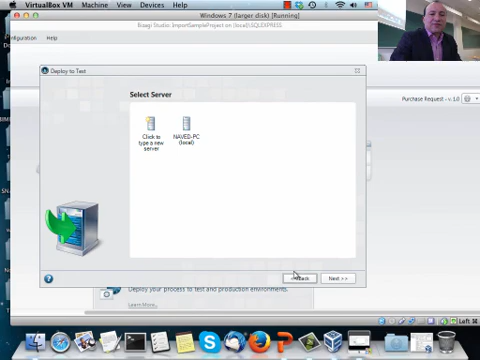 VirtualBox VM Machine View Devices Help
Windows 7 (larger disk) [Running]
Bizagi Studio: ImportSampleProject on (local)\SQLEXPRESS
Configuration Help
Deploy to Test
Purchase Request - v.1.0
Select Server
Click to type a new server
NAVED-PC (local)
<< Back
Next >>
Deploy your process to test and production environments.
Learn More...
Left ⌘